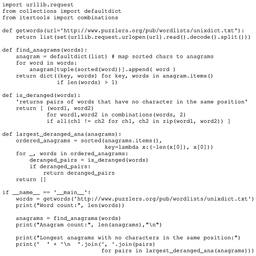 import urllib.request
from collections import defaultdict
from itertools import combinations
def getwords(url='http://www.puzzlers.org/pub/wordlists/unixdict.txt'):
return list(set(urllib.request.urlopen(url).read().decode().split()))
def find_anagrams(words):
anagram = defaultdict(list) # map sorted chars to anagrams
for word in words:
anagram[tuple(sorted(word))].append( word )
return dict((key, words) for key, words in anagram.items()
if len(words) > 1)
def is_deranged(words):
'returns pairs of words that have no character in the same position'
return [ (word1, word2)
for word1,word2 in combinations(words, 2)
if all(ch1 != ch2 for ch1, ch2 in zip(word1, word2)) ]
def largest_deranged_ana(anagrams):
ordered_anagrams = sorted(anagrams.items(),
key=lambda x:(-len(x[0]), x[0]))
for _, words in ordered_anagrams:
deranged_pairs = is_deranged(words)
if deranged_pairs:
return deranged_pairs
return []
if __name__ == '__main__':
words = getwords('http://www.puzzlers.org/pub/wordlists/unixdict.txt')
print("Word count:", len(words))
anagrams = find_anagrams(words)
print("Anagram count:", len(anagrams),"\n")
print("Longest anagrams with no characters in the same position:")
print(' ' + '\n '.join(', '.join(pairs)
for pairs in largest_deranged_ana(anagrams)))